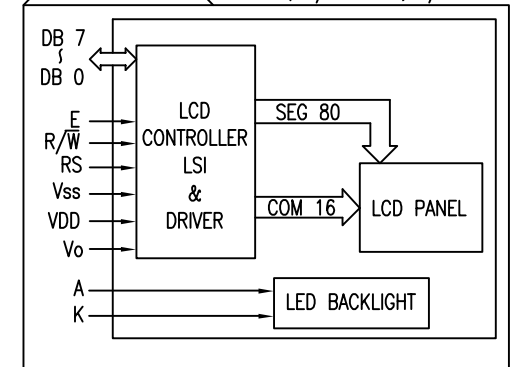 DB 7
~
DB 0
E
R/W̅
RS
Vss
VDD
Vo
A
K
LCD
CONTROLLER
LSI
&
DRIVER
SEG 80
COM 16
LCD PANEL
LED BACKLIGHT